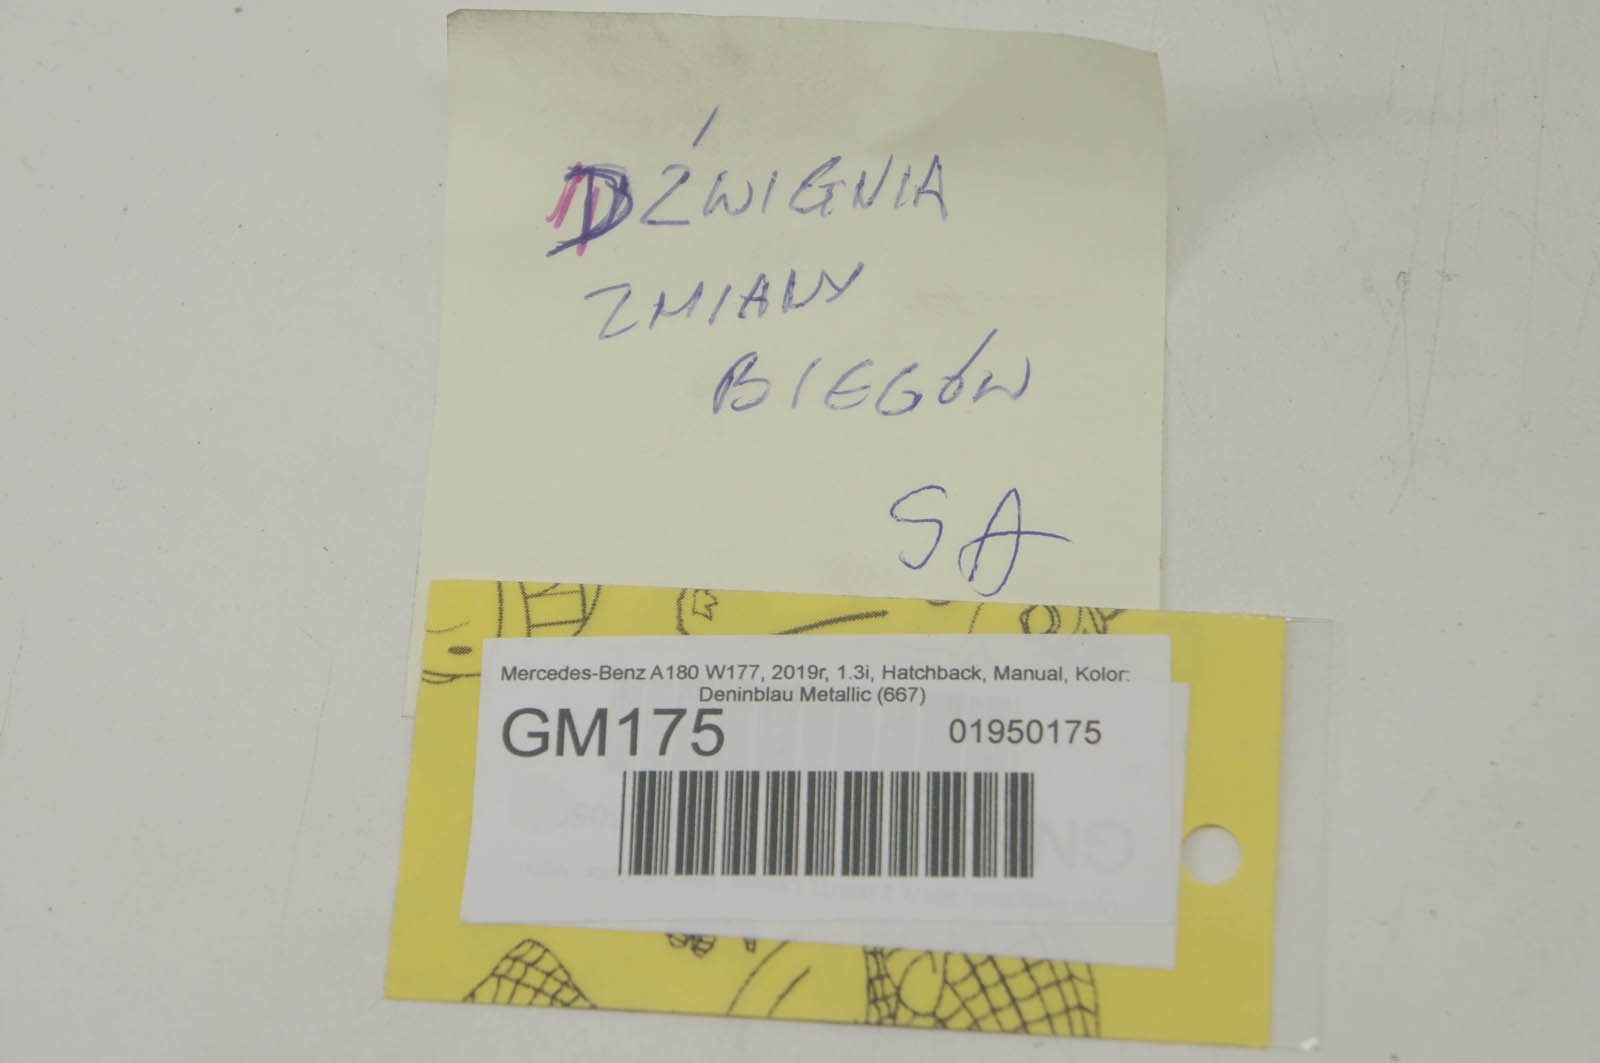 DŹWIGNIA
ZMIANY
BIEGÓW
SA
Mercedes-Benz A180 W177, 2019r, 1.3i, Hatchback, Manual, Kolor:
Deninblau Metallic (667)
GM175 01950175